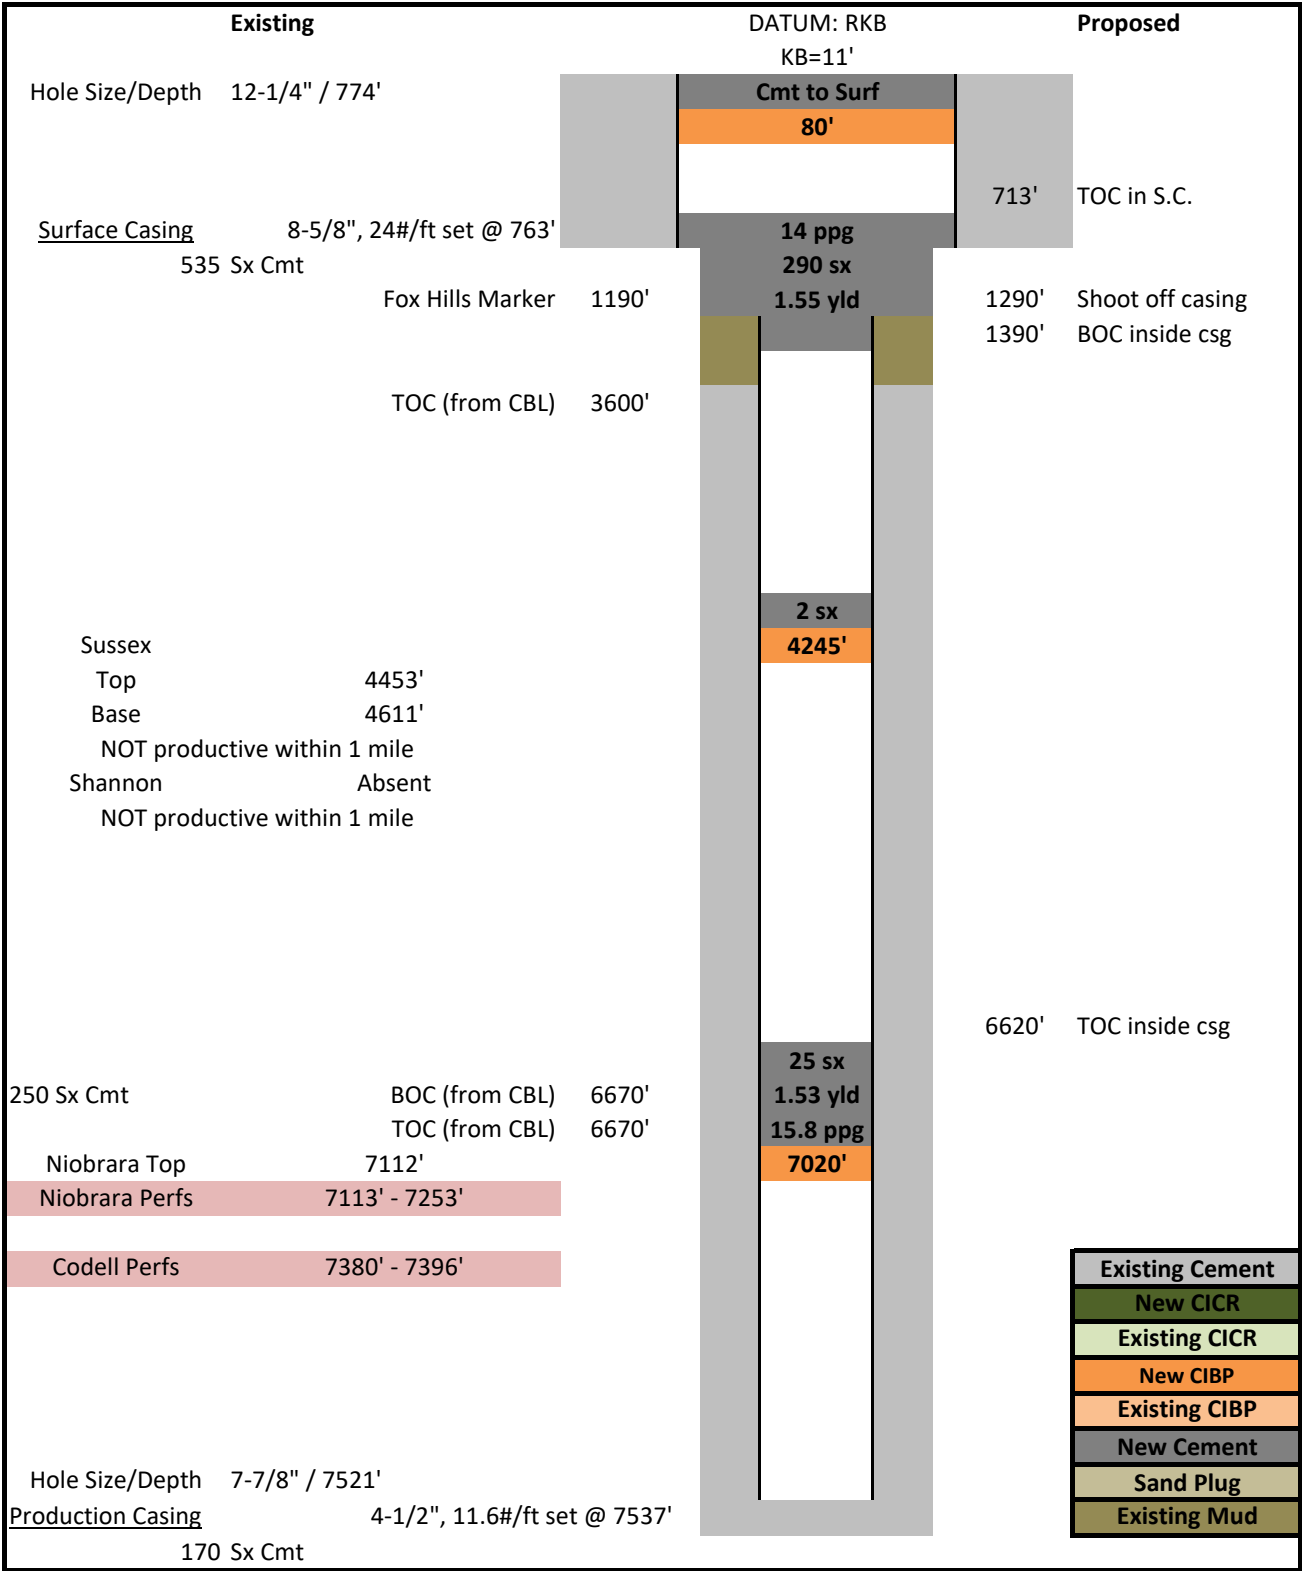 Existing DATUM: RKB Proposed
KB=11'
Hole Size/Depth 12-1/4" / 774' Cmt to Surf
80'
713' TOC in S.C.
Surface Casing 8-5/8", 24#/ft set @ 763' 14 ppg
535 Sx Cmt 290 sx
Fox Hills Marker 1190' 1.55 yld 1290' Shoot off casing
1390' BOC inside csg
TOC (from CBL) 3600'
2 sx
Sussex 4245'
Top 4453'
Base 4611'
NOT productive within 1 mile
Shannon Absent
NOT productive within 1 mile
6620' TOC inside csg
25 sx
250 Sx Cmt BOC (from CBL) 6670' 1.53 yld
TOC (from CBL) 6670' 15.8 ppg
Niobrara Top 7112' 7020'
Niobrara Perfs 7113' - 7253'
Codell Perfs 7380' - 7396' Existing Cement
New CICR
Existing CICR
New CIBP
Existing CIBP
New Cement
Hole Size/Depth 7-7/8" / 7521' Sand Plug
Production Casing 4-1/2", 11.6#/ft set @ 7537' Existing Mud
170 Sx Cmt